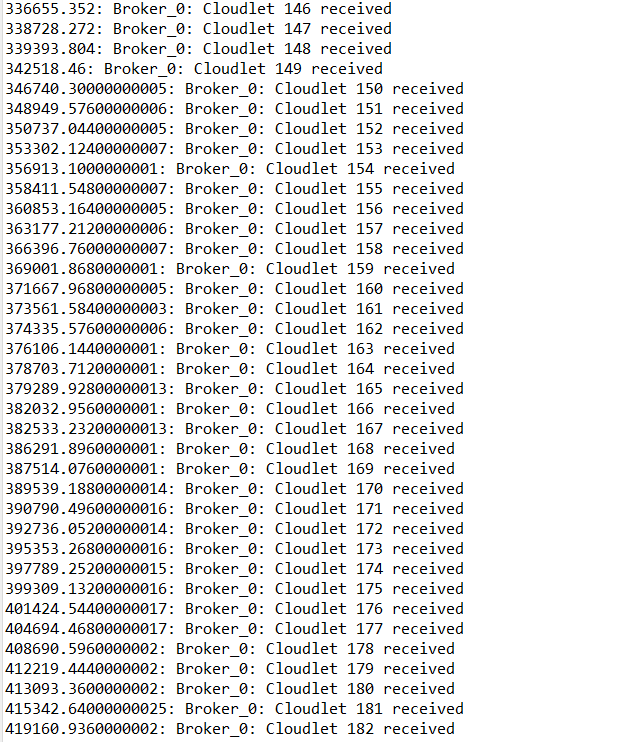 336655.352: Broker_0: Cloudlet 146 received
338728.272: Broker_0: Cloudlet 147 received
339393.804: Broker_0: Cloudlet 148 received
342518.46: Broker_0: Cloudlet 149 received
346740.30000000005: Broker_0: Cloudlet 150 received
348949.57600000006: Broker_0: Cloudlet 151 received
350737.04400000005: Broker_0: Cloudlet 152 received
353302.12400000007: Broker_0: Cloudlet 153 received
356913.1000000001: Broker_0: Cloudlet 154 received
358411.54800000007: Broker_0: Cloudlet 155 received
360853.16400000005: Broker_0: Cloudlet 156 received
363177.21200000006: Broker_0: Cloudlet 157 received
366396.76000000007: Broker_0: Cloudlet 158 received
369001.8680000001: Broker_0: Cloudlet 159 received
371667.96800000005: Broker_0: Cloudlet 160 received
373561.58400000003: Broker_0: Cloudlet 161 received
374335.57600000006: Broker_0: Cloudlet 162 received
376106.1440000001: Broker_0: Cloudlet 163 received
378703.7120000001: Broker_0: Cloudlet 164 received
379289.92800000013: Broker_0: Cloudlet 165 received
382032.9560000001: Broker_0: Cloudlet 166 received
382533.23200000013: Broker_0: Cloudlet 167 received
386291.8960000001: Broker_0: Cloudlet 168 received
387514.0760000001: Broker_0: Cloudlet 169 received
389539.18800000014: Broker_0: Cloudlet 170 received
390790.49600000016: Broker_0: Cloudlet 171 received
392736.05200000014: Broker_0: Cloudlet 172 received
395353.26800000016: Broker_0: Cloudlet 173 received
397789.25200000015: Broker_0: Cloudlet 174 received
399309.13200000016: Broker_0: Cloudlet 175 received
401424.54400000017: Broker_0: Cloudlet 176 received
404694.46800000017: Broker_0: Cloudlet 177 received
408690.5960000002: Broker_0: Cloudlet 178 received
412219.4440000002: Broker_0: Cloudlet 179 received
413093.3600000002: Broker_0: Cloudlet 180 received
415342.64000000025: Broker_0: Cloudlet 181 received
419160.9360000002: Broker_0: Cloudlet 182 received